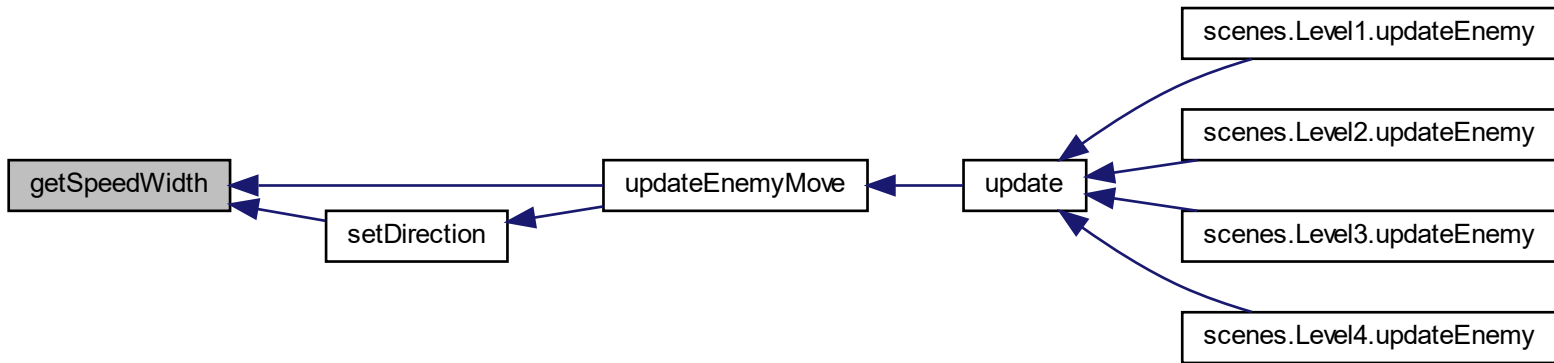 getSpeedWidth
setDirection
updateEnemyMove
update
scenes.Level1.updateEnemy
scenes.Level2.updateEnemy
scenes.Level3.updateEnemy
scenes.Level4.updateEnemy